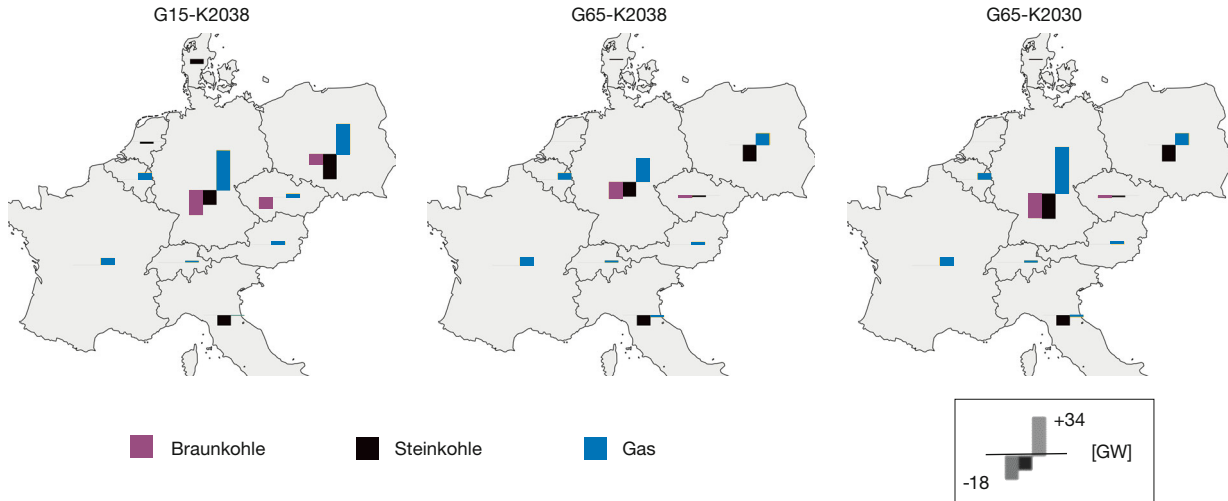 G15-K2038
G65-K2038
G65-K2030
Braunkohle
Steinkohle
Gas
+34
[GW]
-18